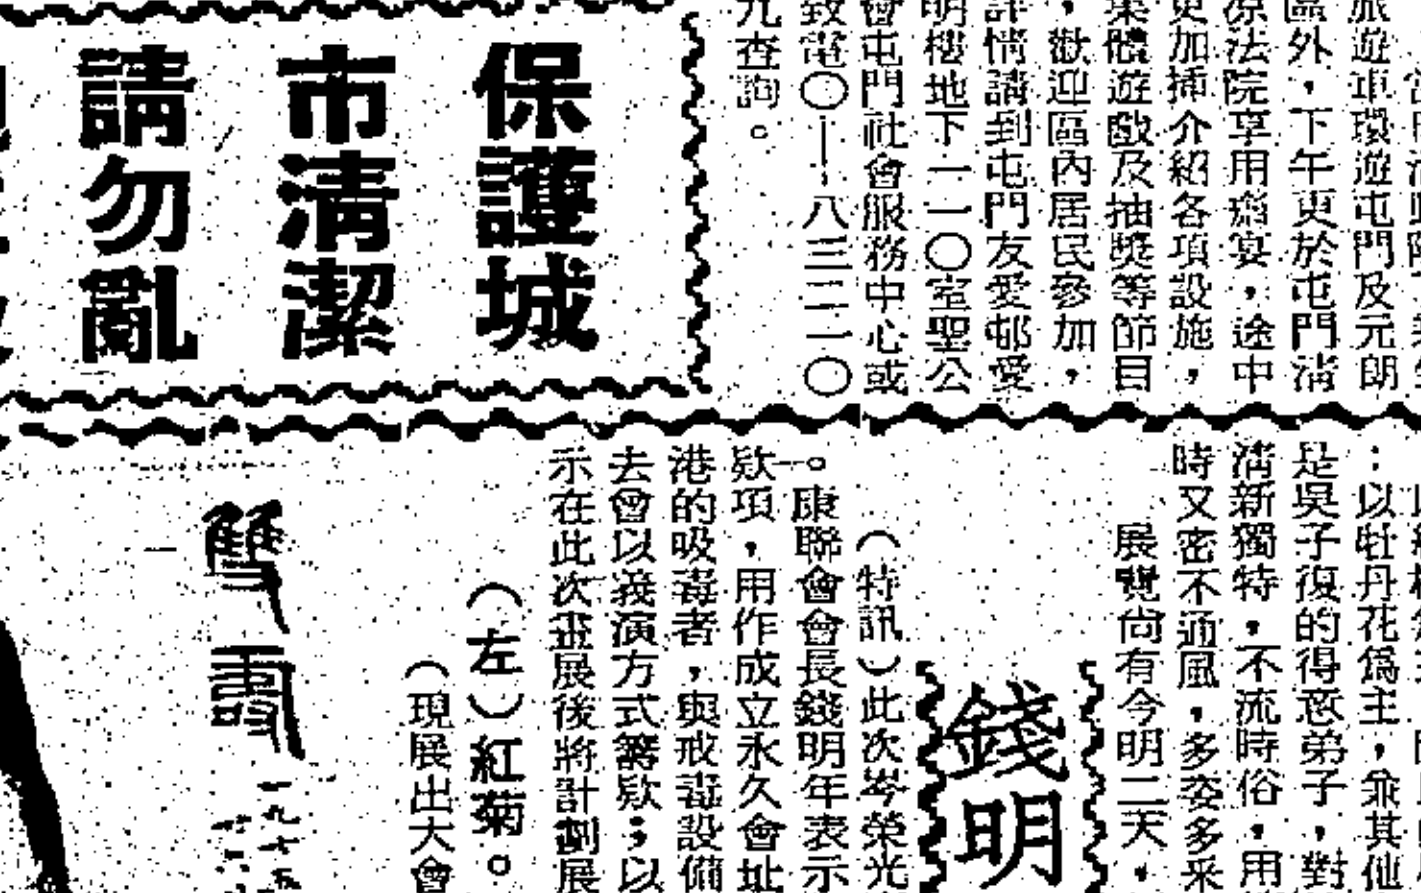 旅遊車環遊屯門及元朗
區外，下午更於屯門清
涼法院享用齋宴，途中
更加插介紹各項設施，
集體遊戲及抽獎等節目
，歡迎區內居民參加，
詳情請到屯門友愛邨愛
明樓地下一一〇室聖公
會屯門社會服務中心或
致電〇—八三二一〇
九查詢。
保護城
市清潔
請勿亂
：以牡丹花爲主，兼其他
是吳子復的得意弟子，對
清新獨特，不流時俗，用
時又密不通風，多姿多采
展覽尚有今明二天，
錢明
（特訊）此次岑榮光
。康聯會會長錢明年表示
欵項，用作成立永久會址
港的吸毒者，與戒毒設備
去會以義演方式籌欵；以
示在此次畫展後將計劃展
（左）紅菊。
（現展出大會